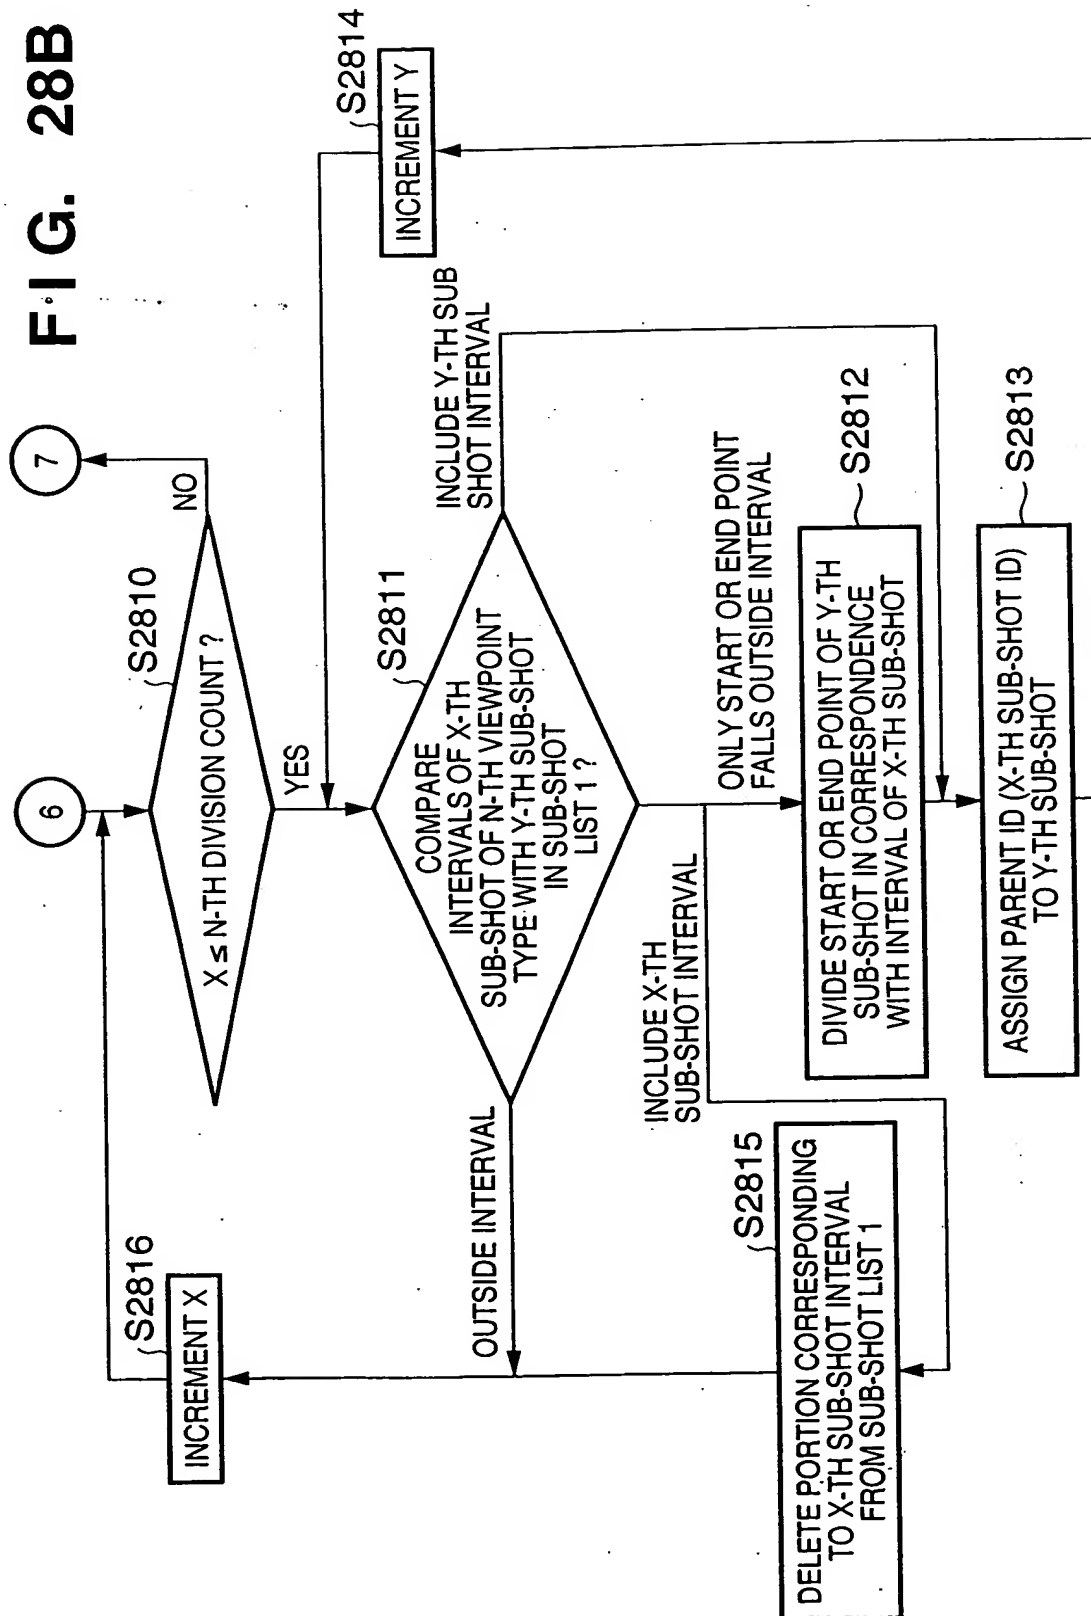 FIG. 28B
6
7
S2810
X ≤ N-TH DIVISION COUNT ?
NO
YES
S2816
INCREMENT X
S2814
INCREMENT Y
S2811
COMPARE
INTERVALS OF X-TH
SUB-SHOT OF N-TH VIEWPOINT
TYPE WITH Y-TH SUB-SHOT
IN SUB-SHOT
LIST 1 ?
OUTSIDE INTERVAL
INCLUDE Y-TH SUB
SHOT INTERVAL
INCLUDE X-TH
SUB-SHOT INTERVAL
ONLY START OR END POINT
FALLS OUTSIDE INTERVAL
S2812
DIVIDE START OR END POINT OF Y-TH
SUB-SHOT IN CORRESPONDENCE
WITH INTERVAL OF X-TH SUB-SHOT
S2815
DELETE PORTION CORRESPONDING
TO X-TH SUB-SHOT INTERVAL
FROM SUB-SHOT LIST 1
S2813
ASSIGN PARENT ID (X-TH SUB-SHOT ID)
TO Y-TH SUB-SHOT